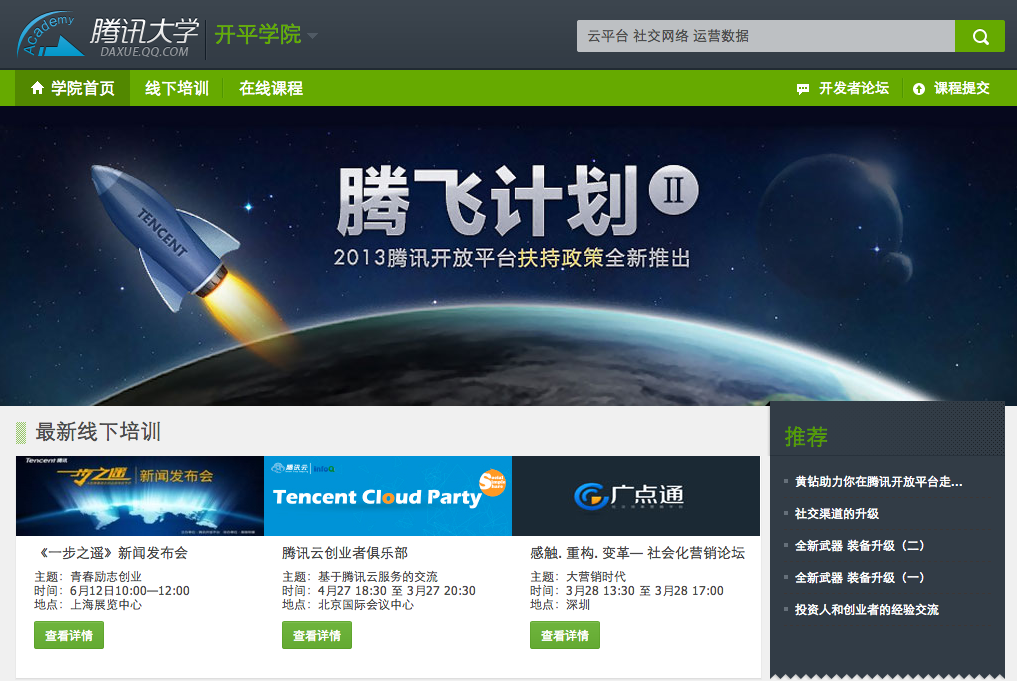 Academy
腾讯大学
DAXUE.QQ.COM
开平学院
云平台 社交网络 运营数据
学院首页
线下培训
在线课程
开发者论坛
课程提交
TENCENT
腾飞计划 II
2013腾讯开放平台扶持政策全新推出
最新线下培训
Tencent 腾讯
一步之遥 新闻发布会
腾讯云 InfoQ
Tencent Cloud Party
广点通
《一步之遥》新闻发布会
主题：青春励志创业
时间：6月12日10:00—12:00
地点：上海展览中心
查看详情
腾讯云创业者俱乐部
主题：基于腾讯云服务的交流
时间：4月27 18:30 至 3月27 20:30
地点：北京国际会议中心
查看详情
感触. 重构. 变革— 社会化营销论坛
主题：大营销时代
时间：3月28 13:30 至 3月28 17:00
地点：深圳
查看详情
推荐
黄钻助力你在腾讯开放平台走...
社交渠道的升级
全新武器 装备升级（二）
全新武器 装备升级（一）
投资人和创业者的经验交流